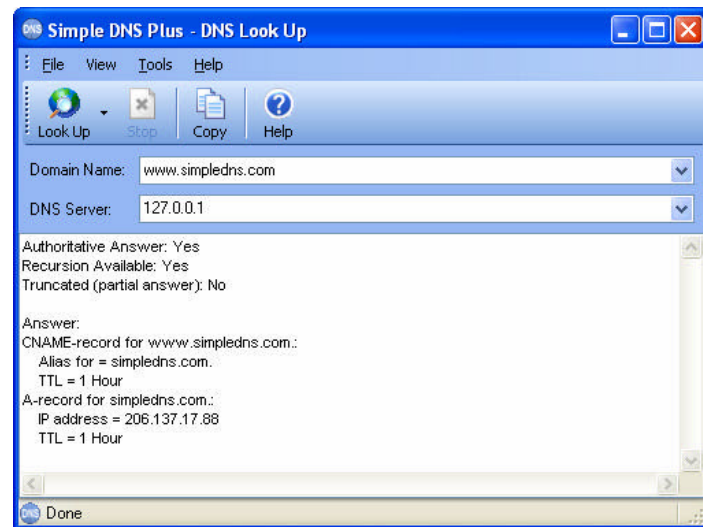 DNS Simple DNS Plus - DNS Look Up
File View Tools Help
Look Up Stop Copy Help
Domain Name: www.simpledns.com
DNS Server: 127.0.0.1
Authoritative Answer: Yes
Recursion Available: Yes
Truncated (partial answer): No
Answer:
CNAME-record for www.simpledns.com.:
Alias for = simpledns.com.
TTL = 1 Hour
A-record for simpledns.com.:
IP address = 206.137.17.88
TTL = 1 Hour
DNS Done